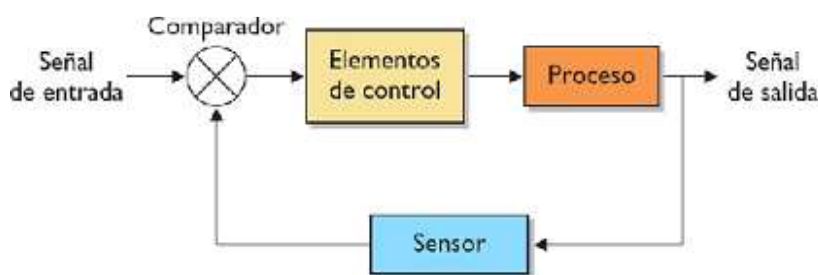 Comparador
Señal
de entrada
Elementos
de control
Proceso
Señal
de salida
Sensor